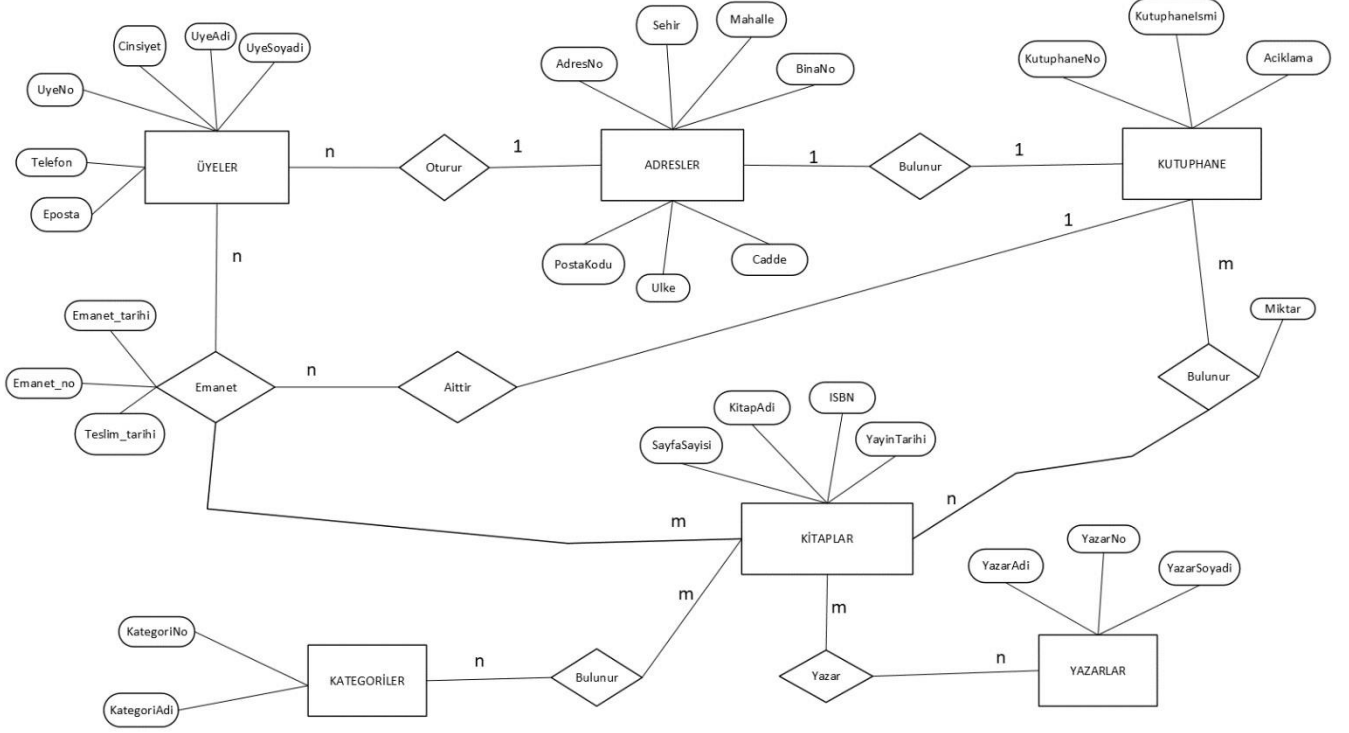 Cinsiyet
UyeAdi
UyeSoyadi
UyeNo
Telefon
Eposta
ÜYELER
n
Oturur
1
Sehir
Mahalle
AdresNo
BinaNo
ADRESLER
PostaKodu
Ulke
Cadde
1
Bulunur
1
KutuphaneIsmi
KutuphaneNo
Aciklama
KUTUPHANE
n
1
m
Emanet_tarihi
Emanet_no
Teslim_tarihi
Emanet
n
Aittir
Miktar
Bulunur
KitapAdi
ISBN
SayfaSayisi
YayinTarihi
KİTAPLAR
m
n
m
m
KategoriNo
KategoriAdi
KATEGORİLER
n
Bulunur
Yazar
n
YazarAdi
YazarNo
YazarSoyadi
YAZARLAR